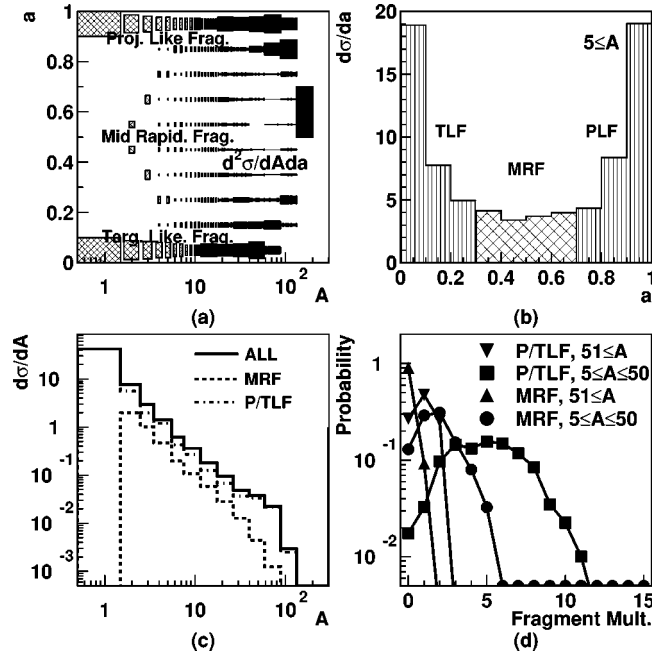 a
1
0.8
0.6
0.4
0.2
0
Proj. Like Frag.
Mid Rapid. Frag.
d²σ/dAda
Targ. Like. Frag.
1
10
10²
A
(a)
dσ/da
20
15
10
5
0
5≤A
TLF
PLF
MRF
0
0.2
0.4
0.6
0.8
1
a
(b)
dσ/dA
10
1
10⁻¹
10⁻²
10⁻³
ALL
MRF
P/TLF
1
10
10²
A
(c)
Probability
1
10⁻¹
10⁻²
P/TLF, 51≤A
P/TLF, 5≤A≤50
MRF, 51≤A
MRF, 5≤A≤50
0
5
10
15
Fragment Mult.
(d)